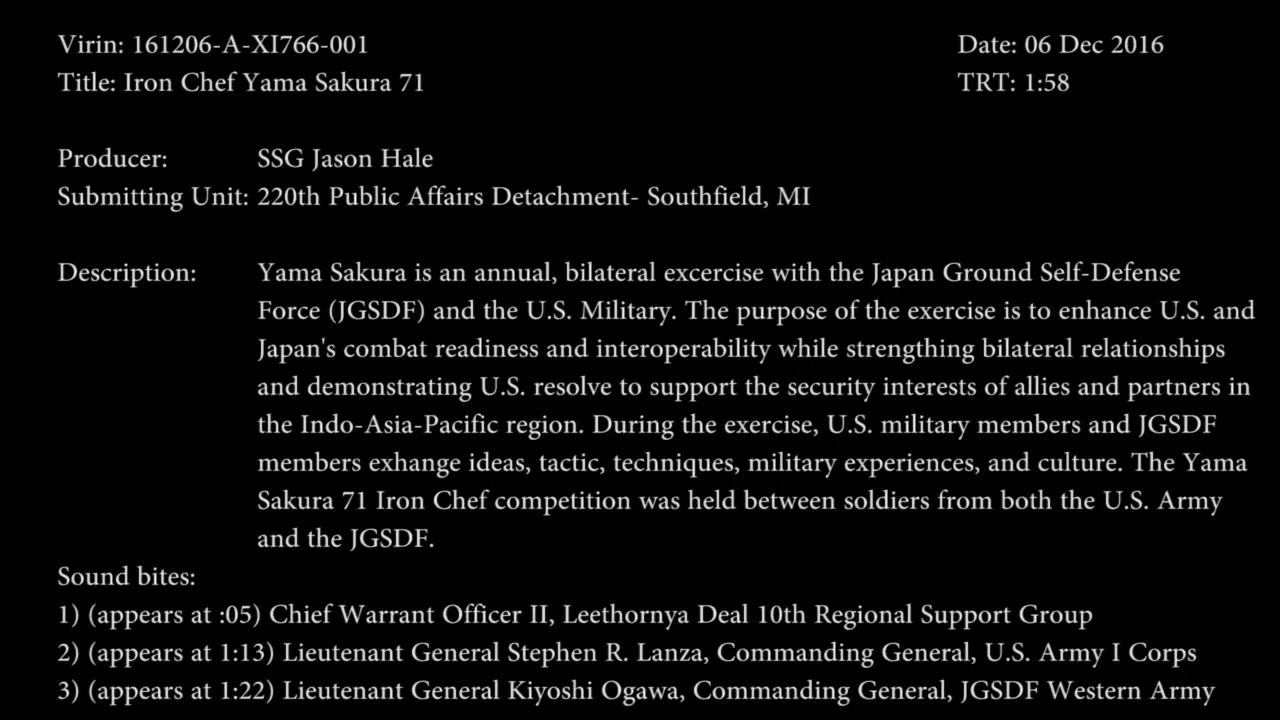 Virin: 161206-A-XI766-001 Date: 06 Dec 2016
Title: Iron Chef Yama Sakura 71 TRT: 1:58
Producer: SSG Jason Hale
Submitting Unit: 220th Public Affairs Detachment- Southfield, MI
Description: Yama Sakura is an annual, bilateral excercise with the Japan Ground Self-Defense
Force (JGSDF) and the U.S. Military. The purpose of the exercise is to enhance U.S. and
Japan's combat readiness and interoperability while strengthing bilateral relationships
and demonstrating U.S. resolve to support the security interests of allies and partners in
the Indo-Asia-Pacific region. During the exercise, U.S. military members and JGSDF
members exhange ideas, tactic, techniques, military experiences, and culture. The Yama
Sakura 71 Iron Chef competition was held between soldiers from both the U.S. Army
and the JGSDF.
Sound bites:
1) (appears at :05) Chief Warrant Officer II, Leethornya Deal 10th Regional Support Group
2) (appears at 1:13) Lieutenant General Stephen R. Lanza, Commanding General, U.S. Army I Corps
3) (appears at 1:22) Lieutenant General Kiyoshi Ogawa, Commanding General, JGSDF Western Army